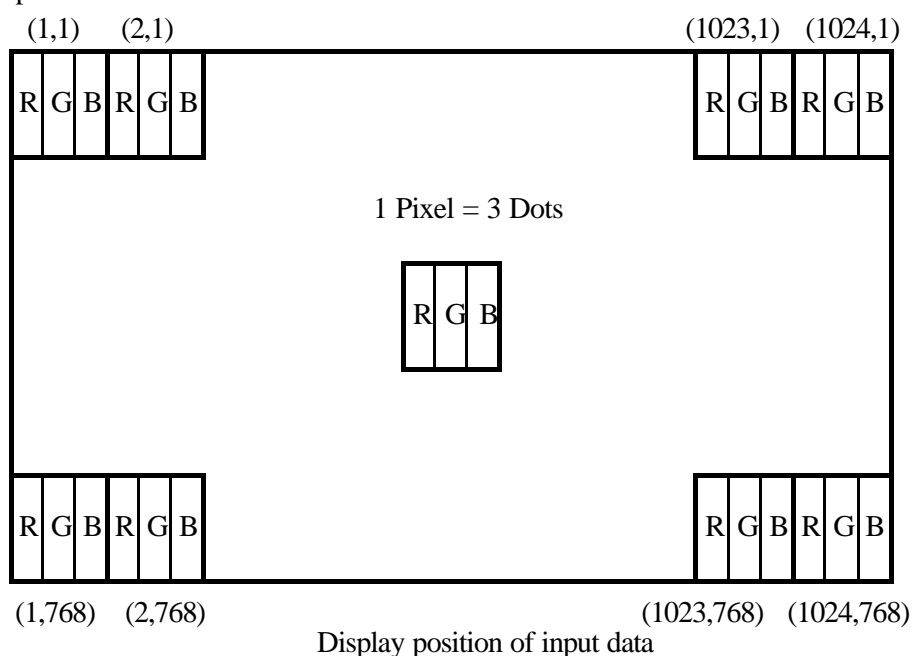 (1,1) (2,1) (1023,1) (1024,1)
R G B R G B R G B R G B
1 Pixel = 3 Dots
R G B
R G B R G B R G B R G B
(1,768) (2,768) (1023,768) (1024,768)
Display position of input data